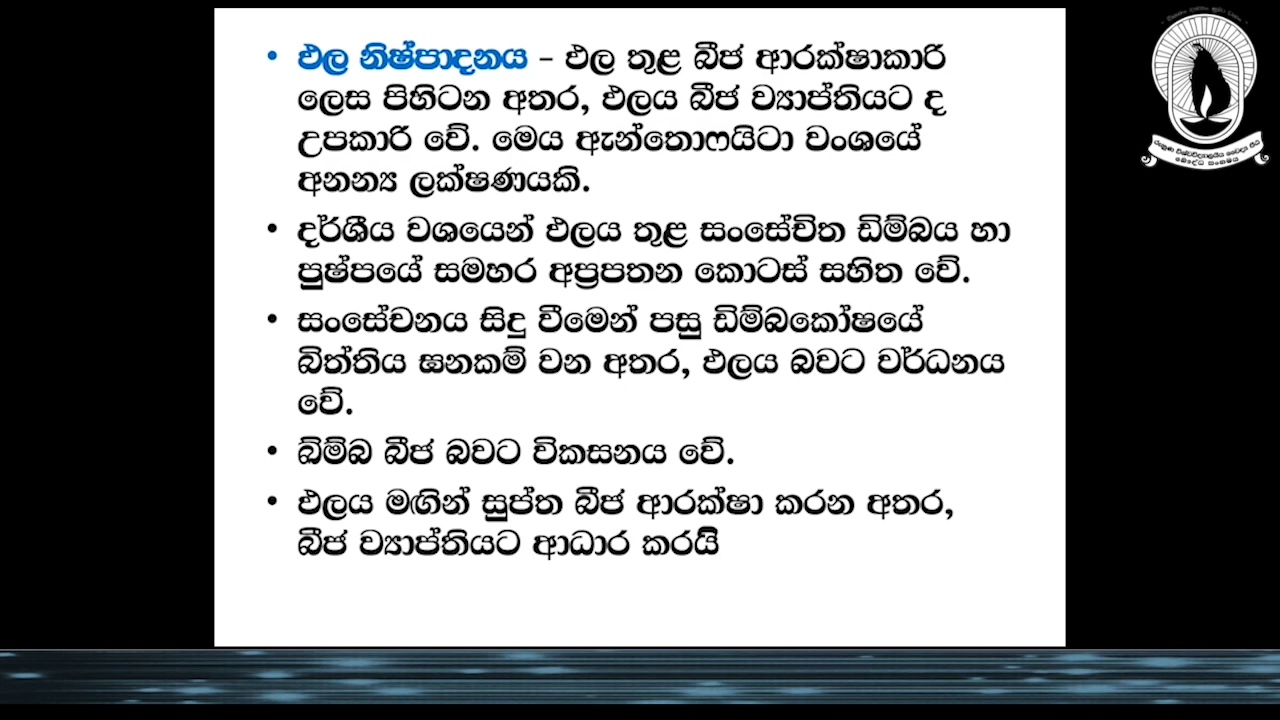 • ඵල නිෂ්පාදනය – ඵල තුළ බීජ ආරක්ෂාකාරී
ලෙස පිහිටන අතර, ඵලය බීජ ව්‍යාප්තියට ද
උපකාරී වේ. මෙය ඇන්තොෆයිටා වංශයේ
අනන්‍ය ලක්ෂණයකි.
• දර්ශීය වශයෙන් ඵලය තුළ සංසේචිත ඩිම්බය හා
පුෂ්පයේ සමහර අප්‍රපතන කොටස් සහිත වේ.
• සංසේචනය සිදු වීමෙන් පසු ඩිම්බකෝෂයේ
බිත්තිය ඝනකම් වන අතර, ඵලය බවට වර්ධනය
වේ.
• ඛිම්බ බීජ බවට විකසනය වේ.
• ඵලය මඟින් සුප්ත බීජ ආරක්ෂා කරන අතර,
බීජ ව්‍යාප්තියට ආධාර කරයි